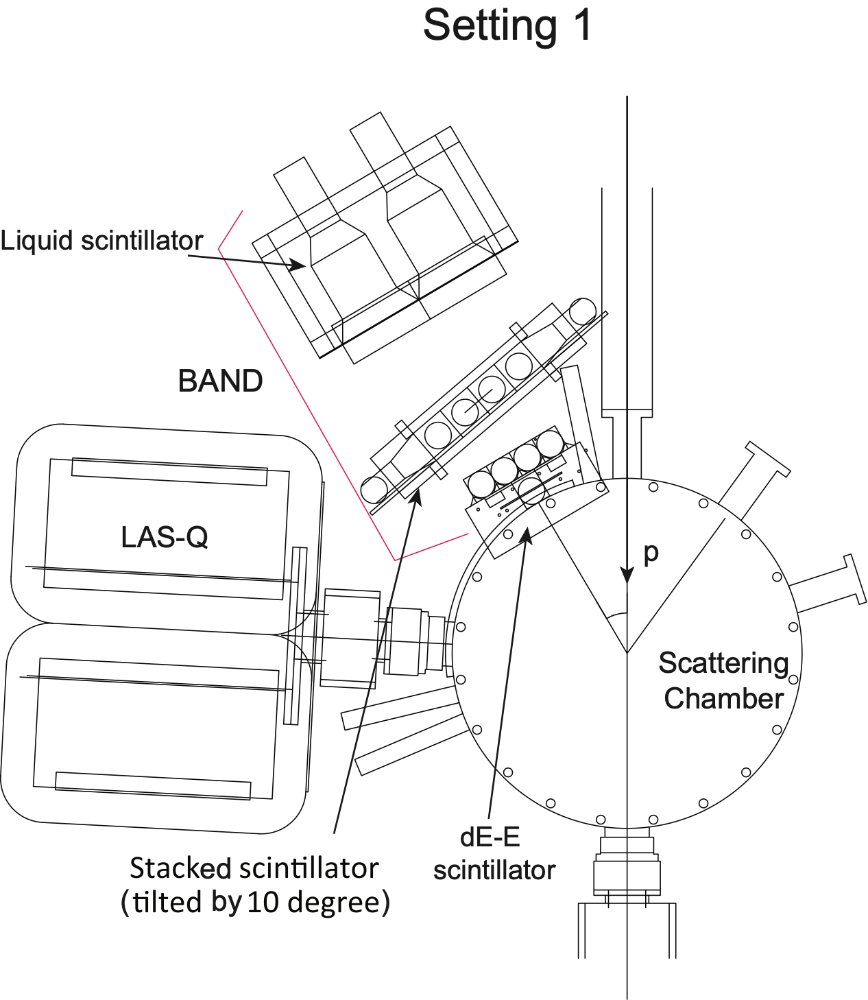 Setting 1
Liquid scintillator
BAND
LAS-Q
p
Scattering
Chamber
dE-E
scintillator
Stacked scintillator
(tilted by 10 degree)